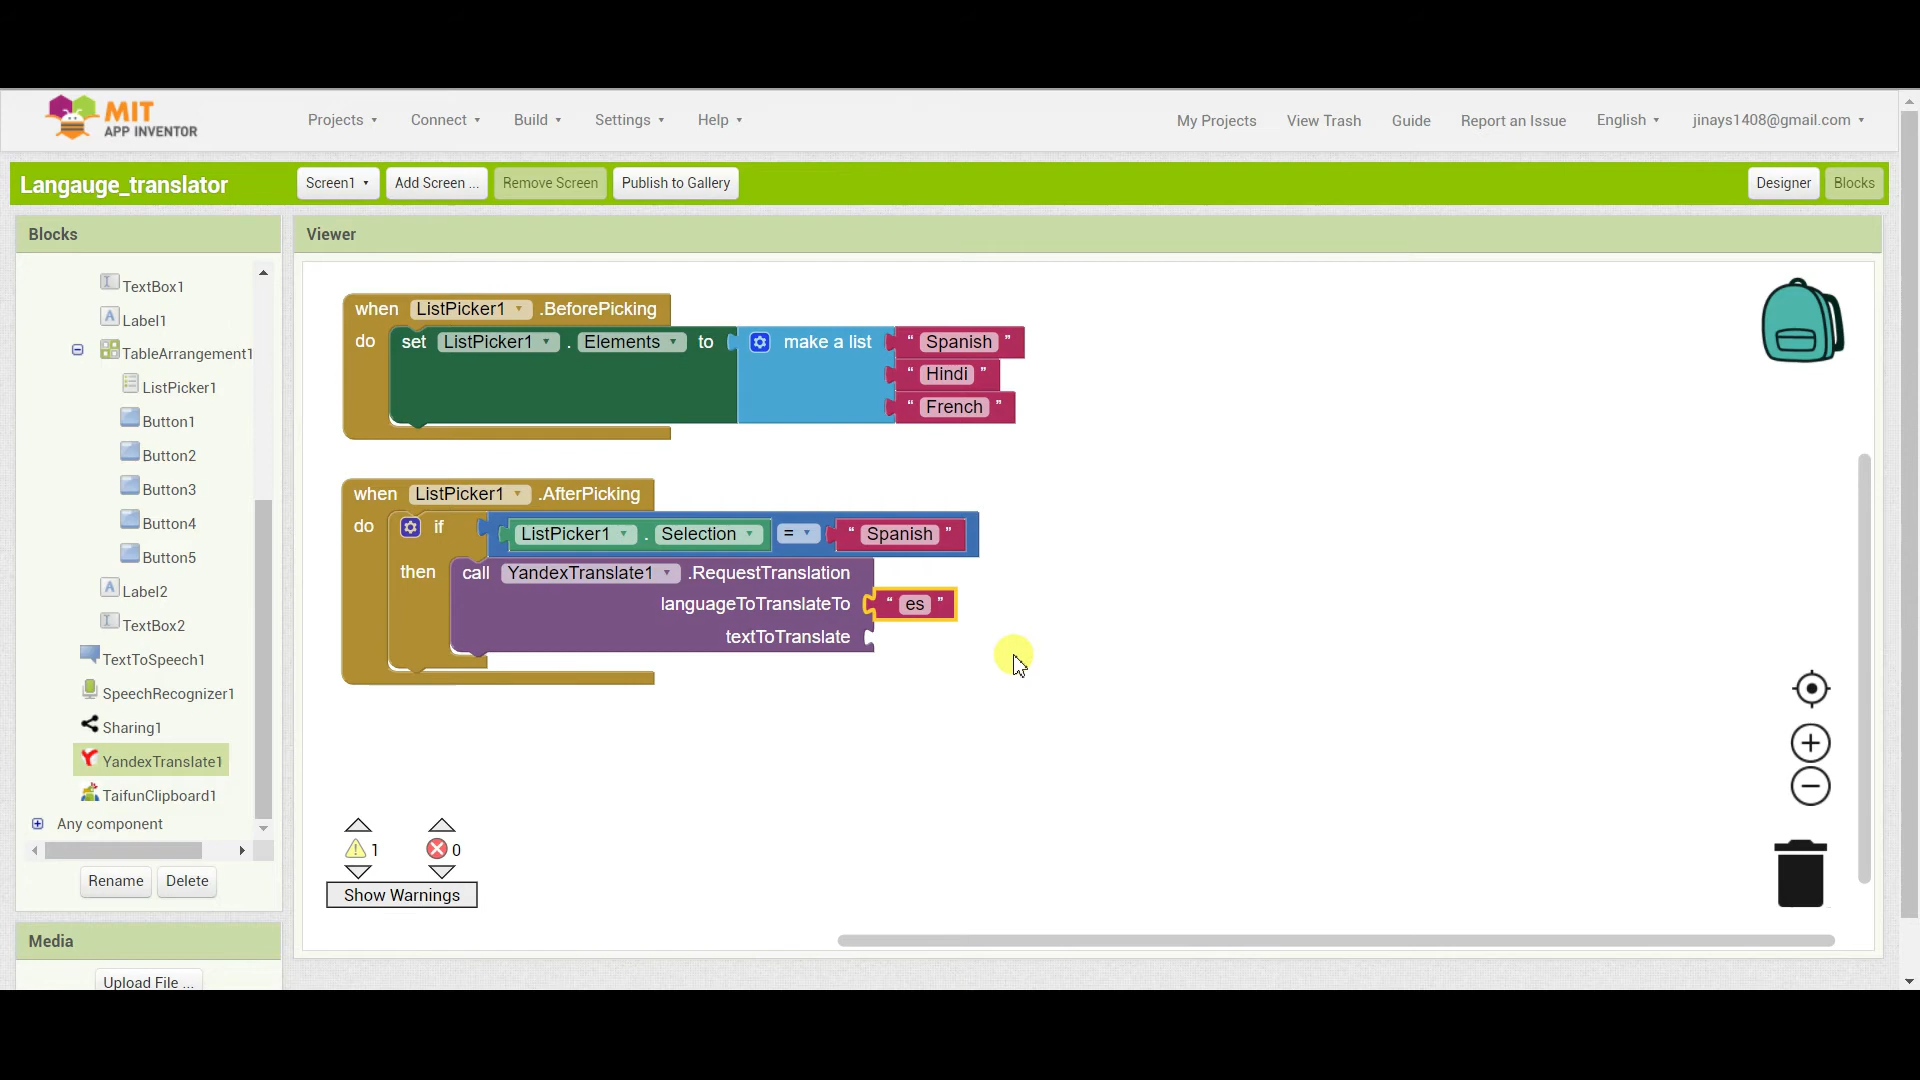 MIT
APP INVENTOR
Projects Connect Build Settings Help My Projects View Trash Guide Report an Issue English jinays1408@gmail.com
Langauge_translator Screen1 Add Screen ... Remove Screen Publish to Gallery Designer Blocks
Blocks
TextBox1
Label1
TableArrangement1
ListPicker1
Button1
Button2
Button3
Button4
Button5
Label2
TextBox2
TextToSpeech1
SpeechRecognizer1
Sharing1
YandexTranslate1
TaifunClipboard1
Any component
Rename Delete
Media
Upload File ...
Viewer
when ListPicker1 .BeforePicking
do set ListPicker1 . Elements to make a list “ Spanish ”
“ Hindi ”
“ French ”
when ListPicker1 .AfterPicking
do if ListPicker1 . Selection = “ Spanish ”
then call YandexTranslate1 .RequestTranslation
languageToTranslateTo “ es ”
textToTranslate
1 0
Show Warnings